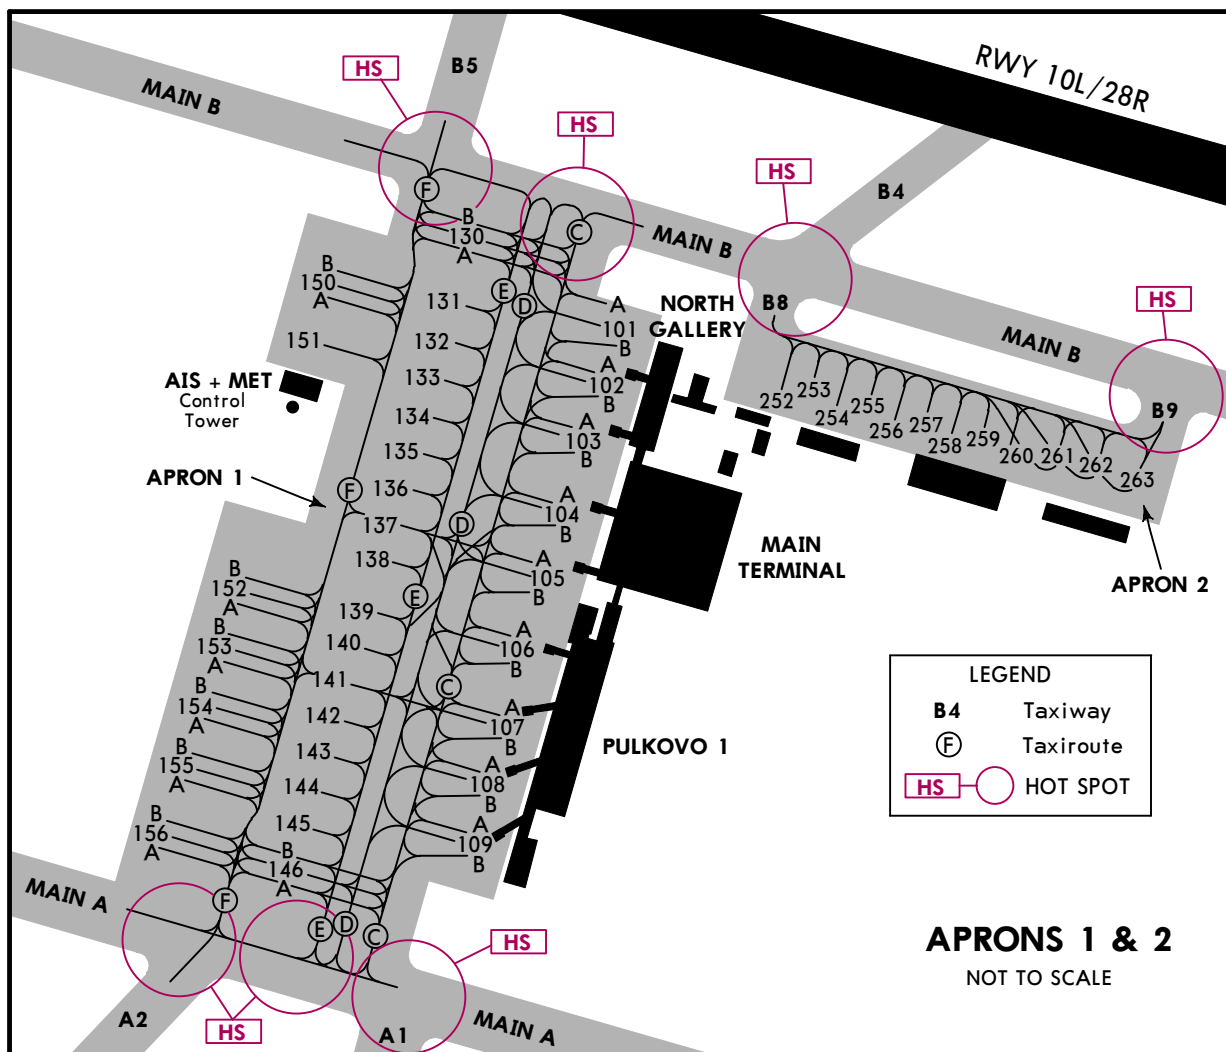 RWY 10L/28R
HS
B5
MAIN B
HS
HS
B4
F
B
130
A
C
MAIN B
B
150
A
E
D
131
A
101
B
NORTH
GALLERY
B8
HS
MAIN B
151
132
AIS + MET
Control
Tower
133
A
102
B
134
A
103
B
252
253
254
255
256
257
258
259
260
261
262
263
B9
135
APRON 1
F
136
A
104
B
137
D
138
A
105
B
MAIN
TERMINAL
APRON 2
B
152
A
E
139
B
153
A
140
A
106
B
141
C
B
154
A
142
A
107
B
PULKOVO 1
B
155
A
143
A
108
B
144
B
156
A
145
A
109
B
B
146
A
MAIN A
F
E
D
C
HS
HS
A2
A1
MAIN A
LEGEND
B4 Taxiway
F Taxiroute
HS HOT SPOT
APRONS 1 & 2
NOT TO SCALE